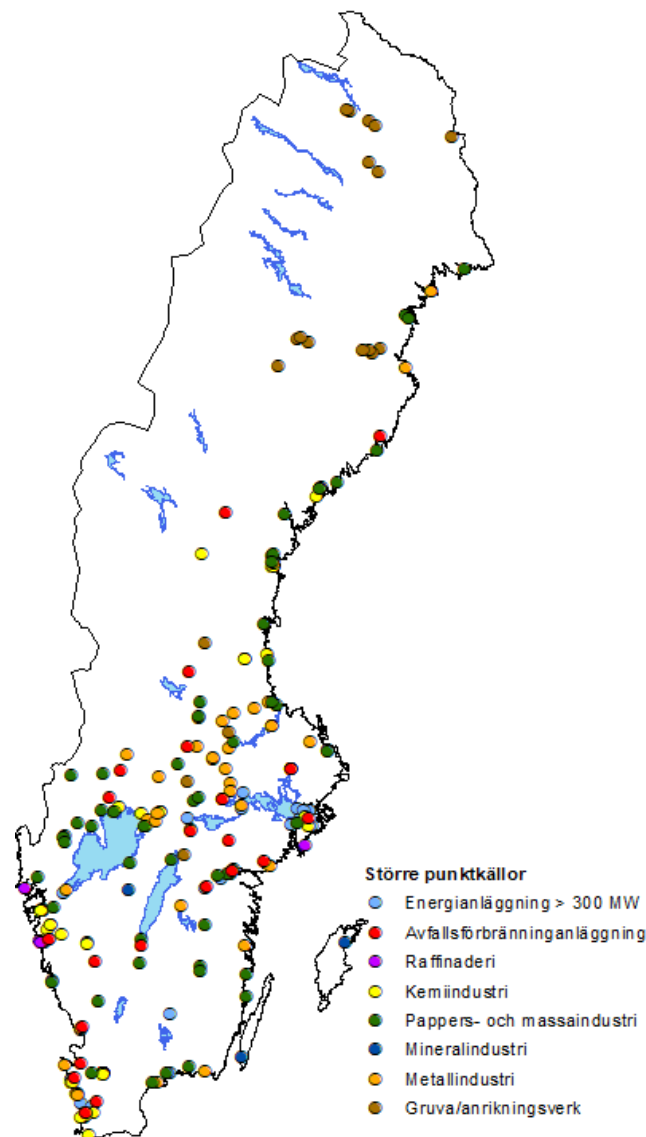 Större punktkällor
Energianläggning > 300 MW
Avfallsförbränninganläggning
Raffinaderi
Kemiindustri
Pappers- och massaindustri
Mineralindustri
Metallindustri
Gruva/anrikningsverk